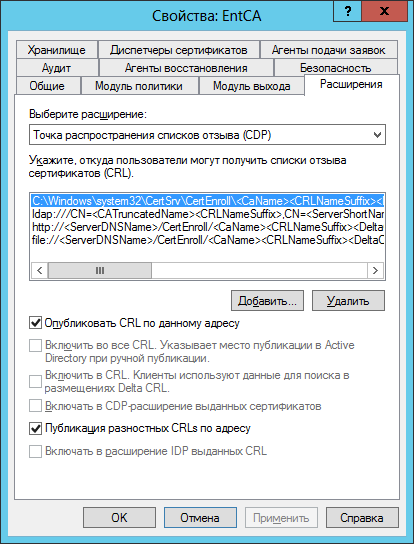 Свойства: EntCA
?
x
Хранилище
Диспетчеры сертификатов
Агенты подачи заявок
Аудит
Агенты восстановления
Безопасность
Общие
Модуль политики
Модуль выхода
Расширения
Выберите расширение:
Точка распространения списков отзыва (CDP)
Укажите, откуда пользователи могут получить списки отзыва
сертификатов (CRL).
C:\Windows\system32\CertSrv\CertEnroll\<CaName><CRLNameSuffix><
ldap:///CN=<CATruncatedName><CRLNameSuffix>,CN=<ServerShortNa
http://<ServerDNSName>/CertEnroll/<CaName><CRLNameSuffix><Delta
file://<ServerDNSName>/CertEnroll/<CaName><CRLNameSuffix><DeltaC
Добавить...
Удалить
Опубликовать CRL по данному адресу
Включить во все CRL. Указывает место публикации в Active
Directory при ручной публикации.
Включить в CRL. Клиенты используют данные для поиска в
размещениях Delta CRL.
Включать в CDP-расширение выданных сертификатов
Публикация разностных CRLs по адресу
Включать в расширение IDP выданных CRL
OK
Отмена
Применить
Справка